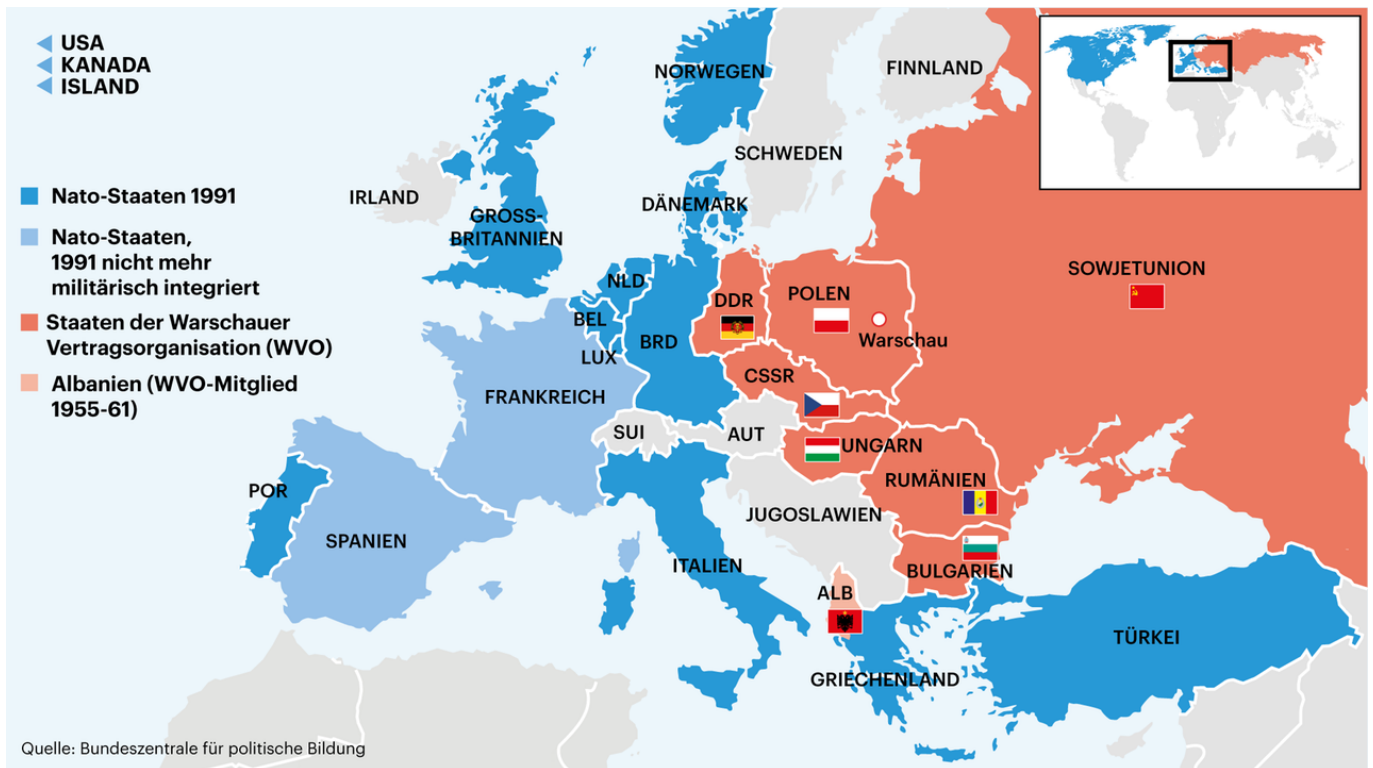 USA
KANADA
ISLAND
Nato-Staaten 1991
Nato-Staaten,
1991 nicht mehr
militärisch integriert
Staaten der Warschauer
Vertragsorganisation (WVO)
Albanien (WVO-Mitglied
1955-61)
NORWEGEN
FINNLAND
SCHWEDEN
IRLAND
GROSS-
BRITANNIEN
DÄNEMARK
NLD
BEL
LUX
BRD
DDR
POLEN
Warschau
SOWJETUNION
CSSR
FRANKREICH
SUI
AUT
UNGARN
RUMÄNIEN
POR
SPANIEN
JUGOSLAWIEN
ITALIEN
BULGARIEN
ALB
GRIECHENLAND
TÜRKEI
Quelle: Bundeszentrale für politische Bildung